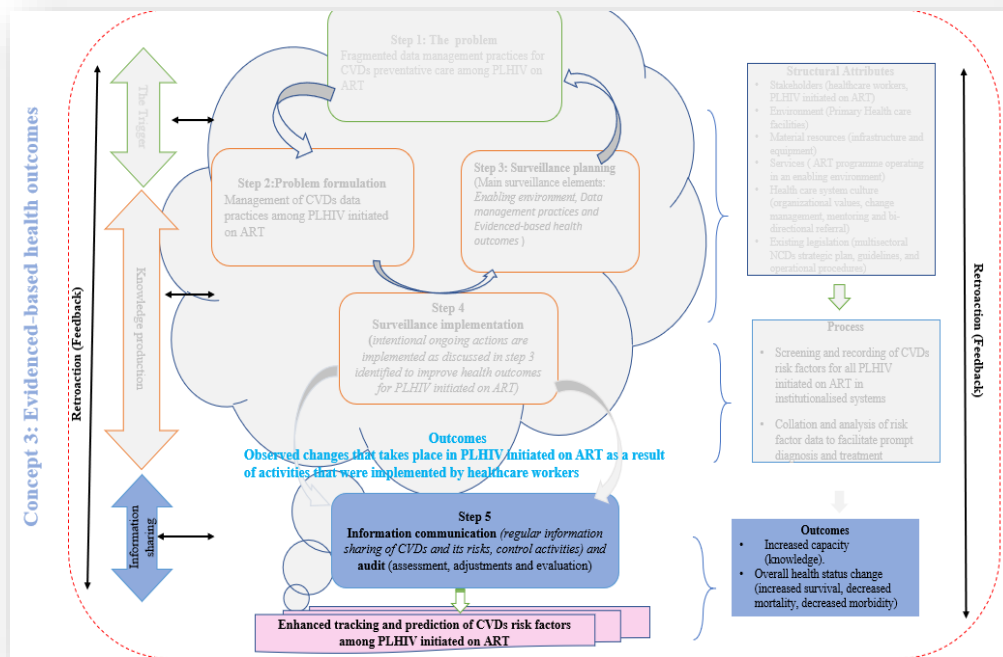 Concept 3: Evidenced-based health outcomes
Retroaction (Feedback)
The Trigger
Knowledge production
Information
sharing
Step 1: The problem
Fragmented data management practices for
CVDs preventative care among PLHIV on
ART
Step 2:Problem formulation
Management of CVDs data
practices among PLHIV initiated
on ART
Step 3: Surveillance planning
(Main surveillance elements:
Enabling environment, Data
management practices and
Evidenced-based health
outcomes )
Step 4
Surveillance implementation
(intentional ongoing actions are
implemented as discussed in step 3
identified to improve health outcomes
for PLHIV initiated on ART)
Outcomes
Observed changes that takes place in PLHIV initiated on ART as a result
of activities that were implemented by healthcare workers
Step 5
Information communication (regular information
sharing of CVDs and its risks, control activities) and
audit (assessment, adjustments and evaluation)
Enhanced tracking and prediction of CVDs risk factors
among PLHIV initiated on ART
Structural Attributes
• Stakeholders (healthcare workers,
PLHIV initiated on ART)
• Environment (Primary Health care
facilities)
• Material resources (infrastructure and
equipment)
• Services ( ART programme operating
in an enabling environment)
• Health care system culture
(organizational values, change
management, mentoring and bi-
directional referral)
• Existing legislation (multisectoral
NCDs strategic plan, guidelines, and
operational procedures)
Process
• Screening and recording of CVDs
risk factors for all PLHIV
initiated on ART in
institutionalised systems
• Collation and analysis of risk
factor data to facilitate prompt
diagnosis and treatment
Outcomes
• Increased capacity
(knowledge).
• Overall health status change
(increased survival, decreased
mortality, decreased morbidity)
Retroaction (Feedback)